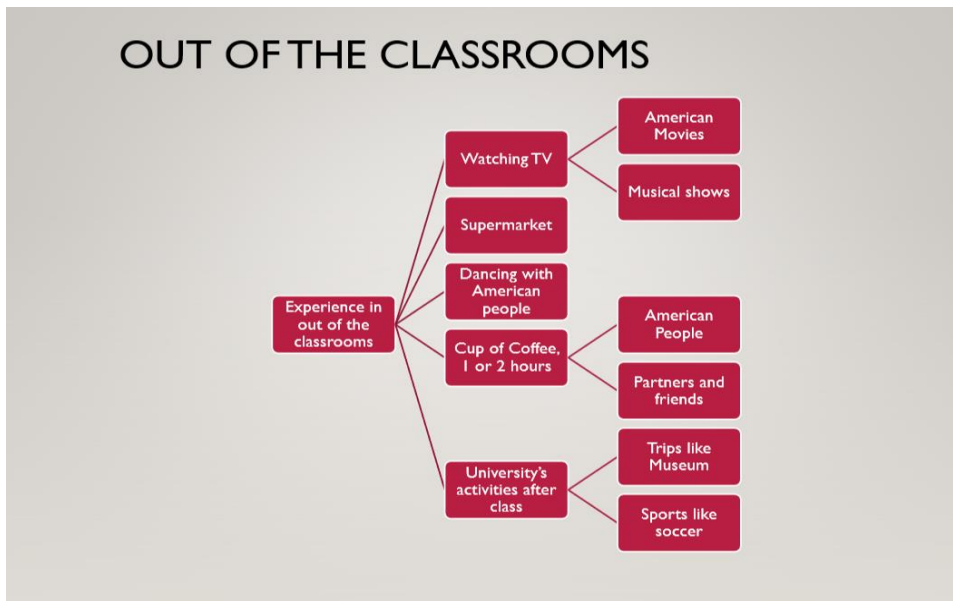 OUT OF THE CLASSROOMS
Experience in
out of the
classrooms
Watching TV
American
Movies
Musical shows
Supermarket
Dancing with
American
people
Cup of Coffee,
1 or 2 hours
American
People
Partners and
friends
University's
activities after
class
Trips like
Museum
Sports like
soccer